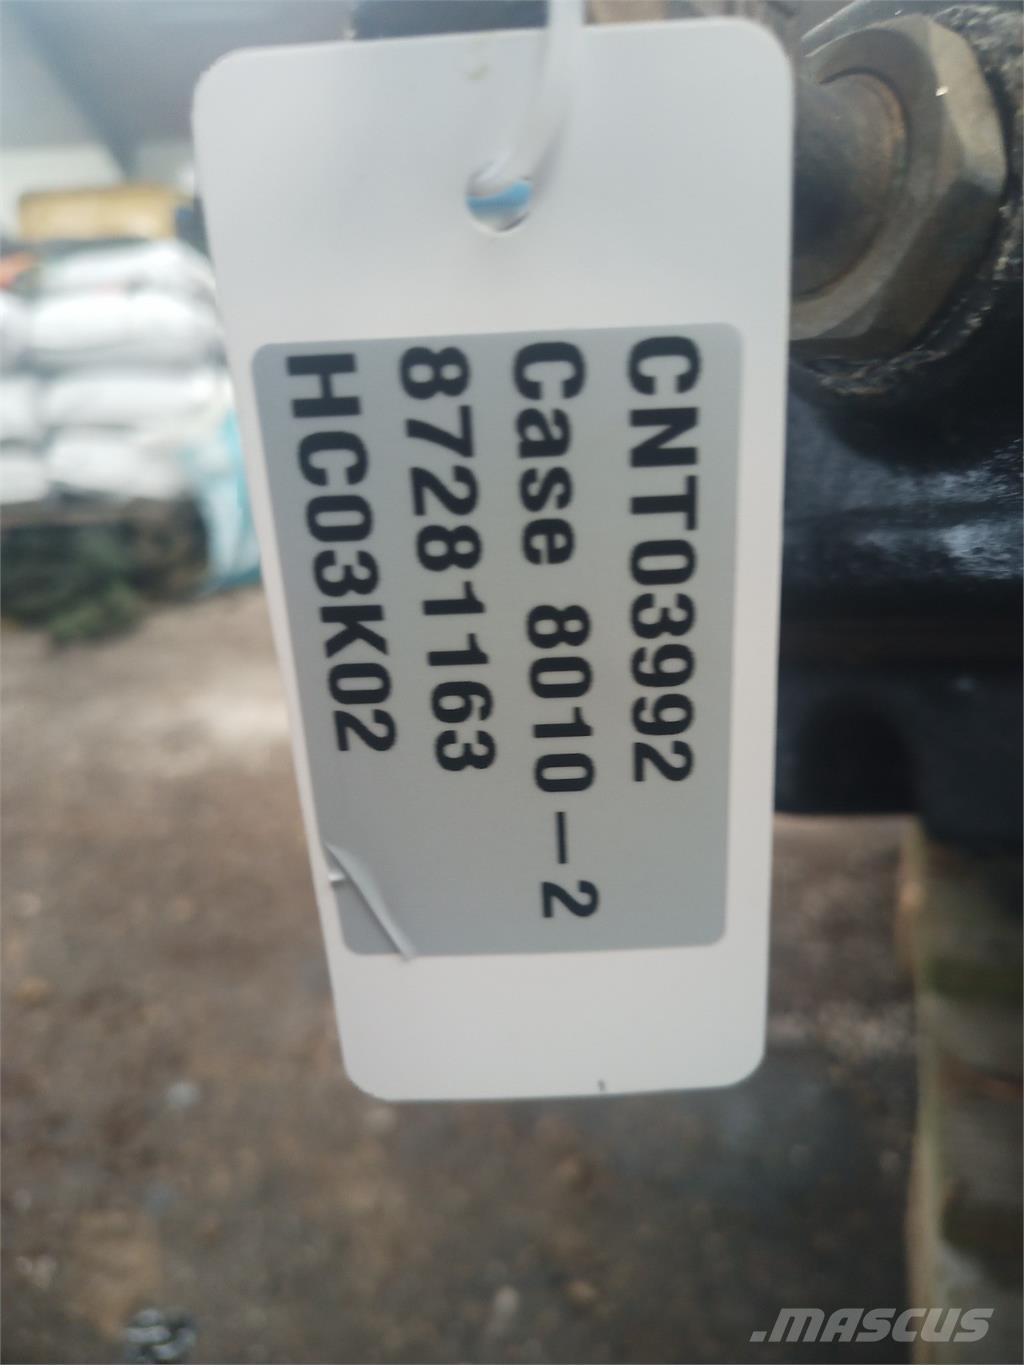 CNT03992
Case 8010-2
87281163
HC03K02
.MASCUS